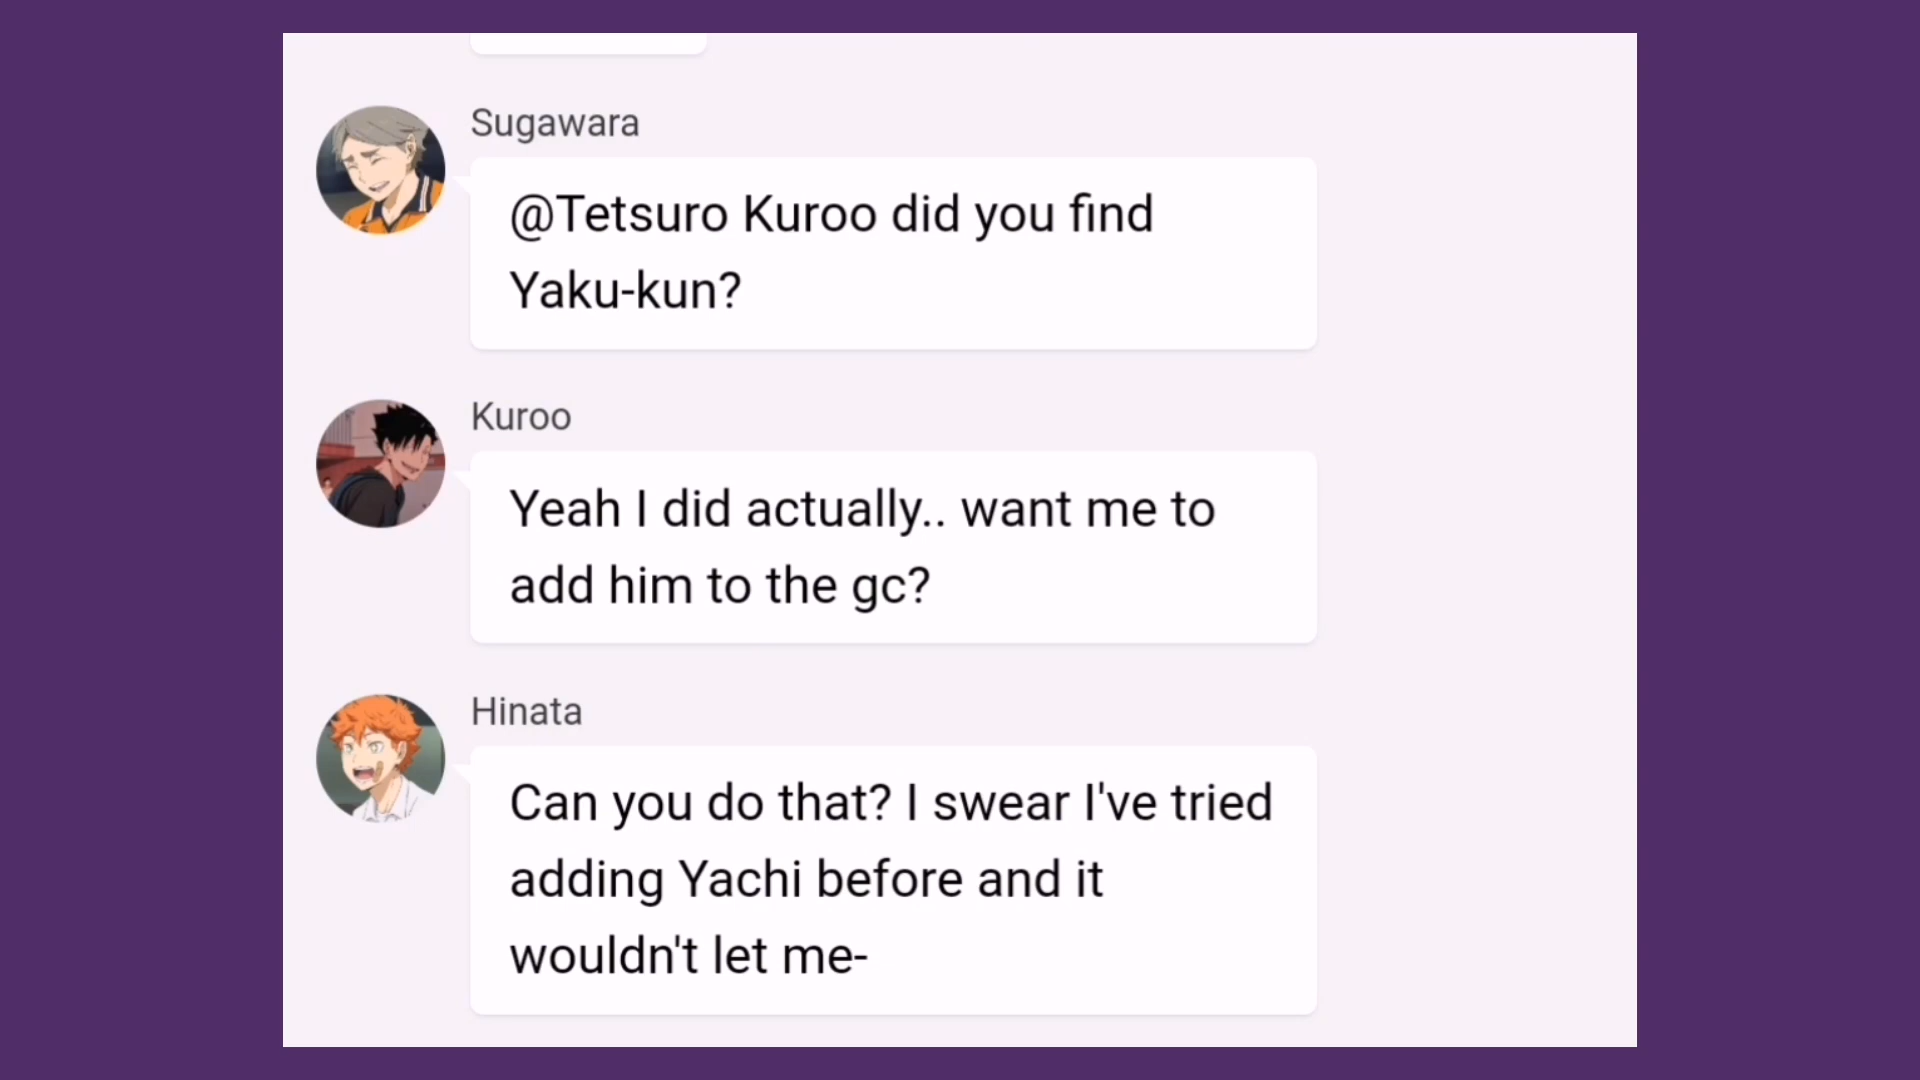 Sugawara
@Tetsuro Kuroo did you find
Yaku-kun?
Kuroo
Yeah I did actually.. want me to
add him to the gc?
Hinata
Can you do that? I swear I've tried
adding Yachi before and it
wouldn't let me-